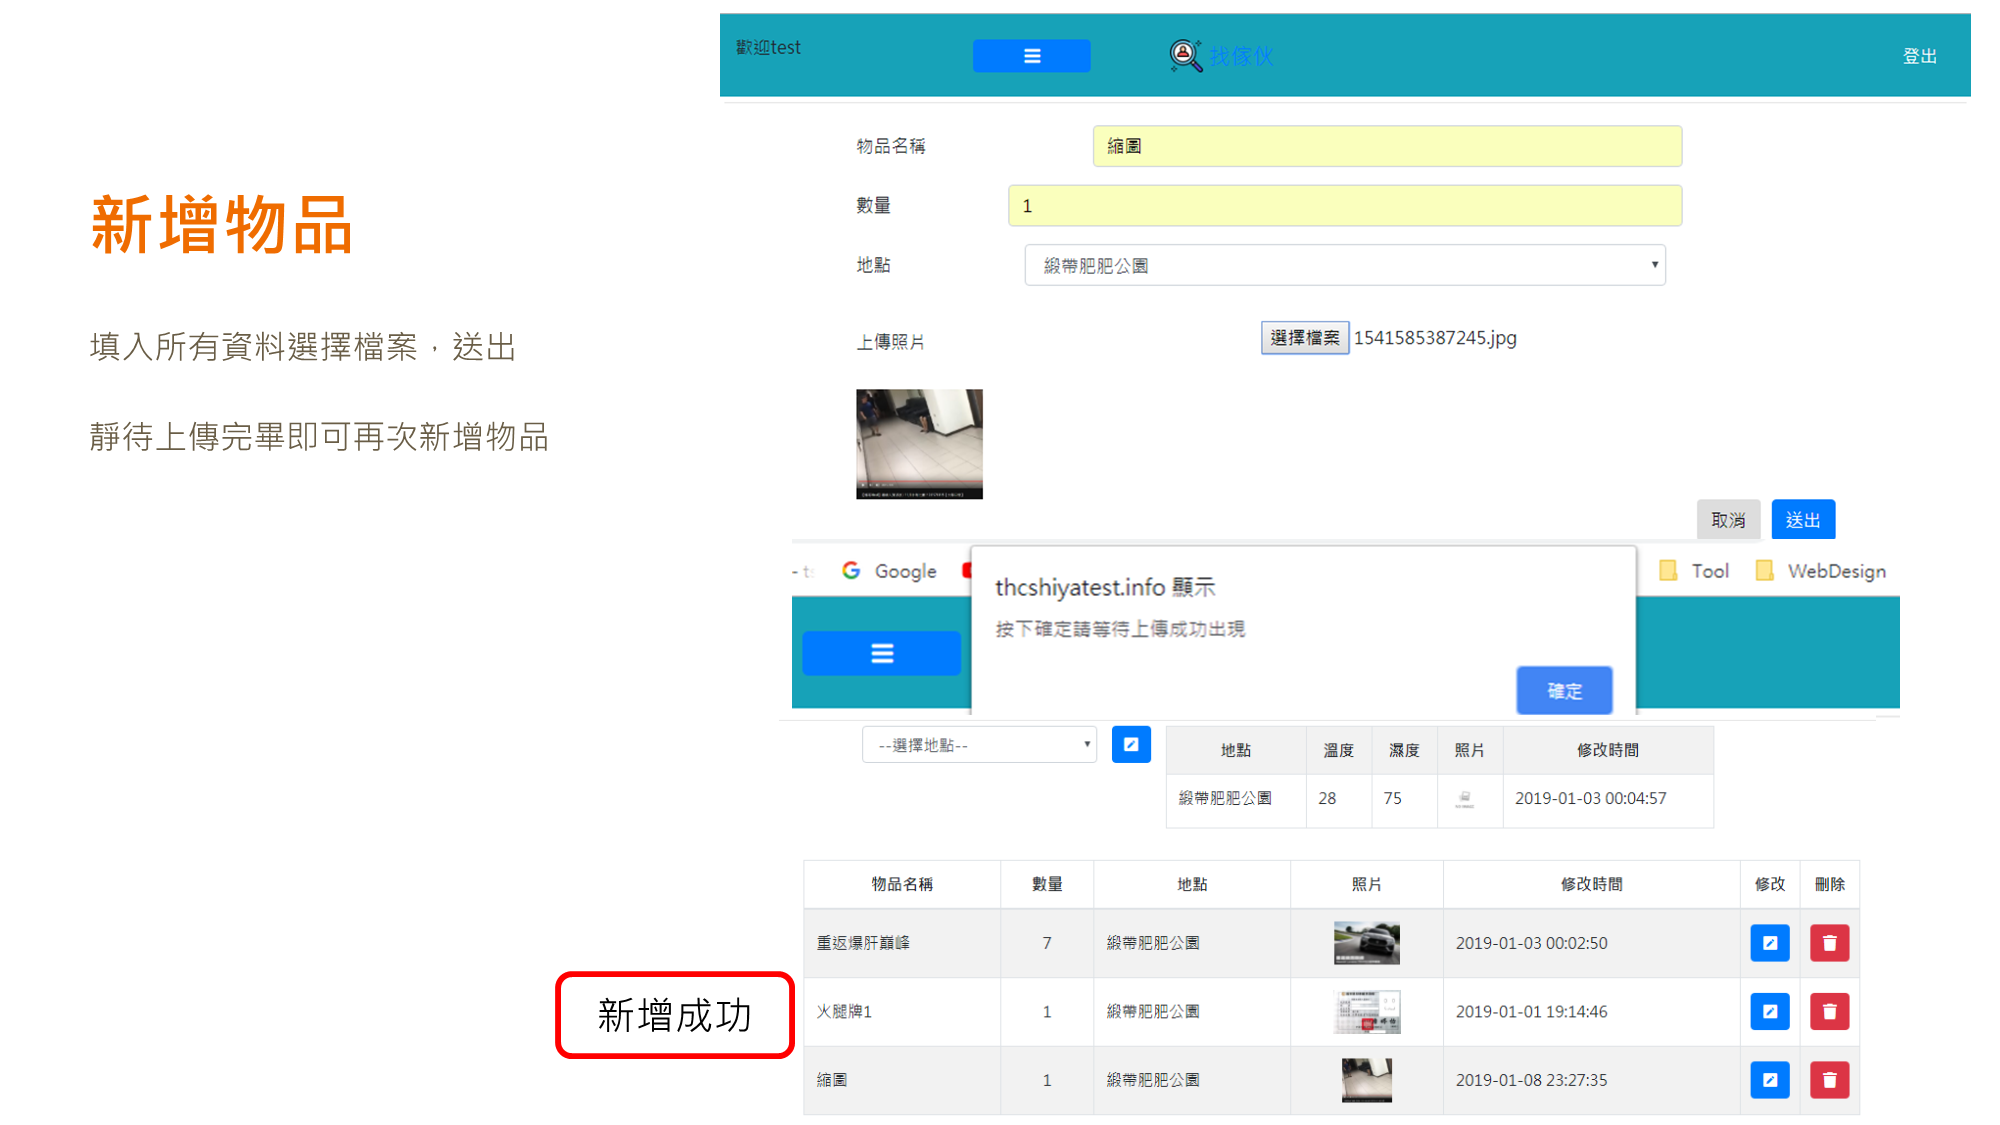 新增物品
填入所有資料選擇檔案，送出
靜待上傳完畢即可再次新增物品
歡迎test
找傢伙
登出
物品名稱 縮圖
數量 1
地點 緞帶肥肥公園
上傳照片 選擇檔案 1541585387245.jpg
取消 送出
Google
Tool
WebDesign
thcshiyatest.info 顯示
按下確定請等待上傳成功出現
確定
--選擇地點--
地點 溫度 濕度 照片 修改時間
緞帶肥肥公園 28 75 2019-01-03 00:04:57
物品名稱 數量 地點 照片 修改時間 修改 刪除
重返爆肝巔峰 7 緞帶肥肥公園 2019-01-03 00:02:50
火腿牌1 1 緞帶肥肥公園 2019-01-01 19:14:46
縮圖 1 緞帶肥肥公園 2019-01-08 23:27:35
新增成功